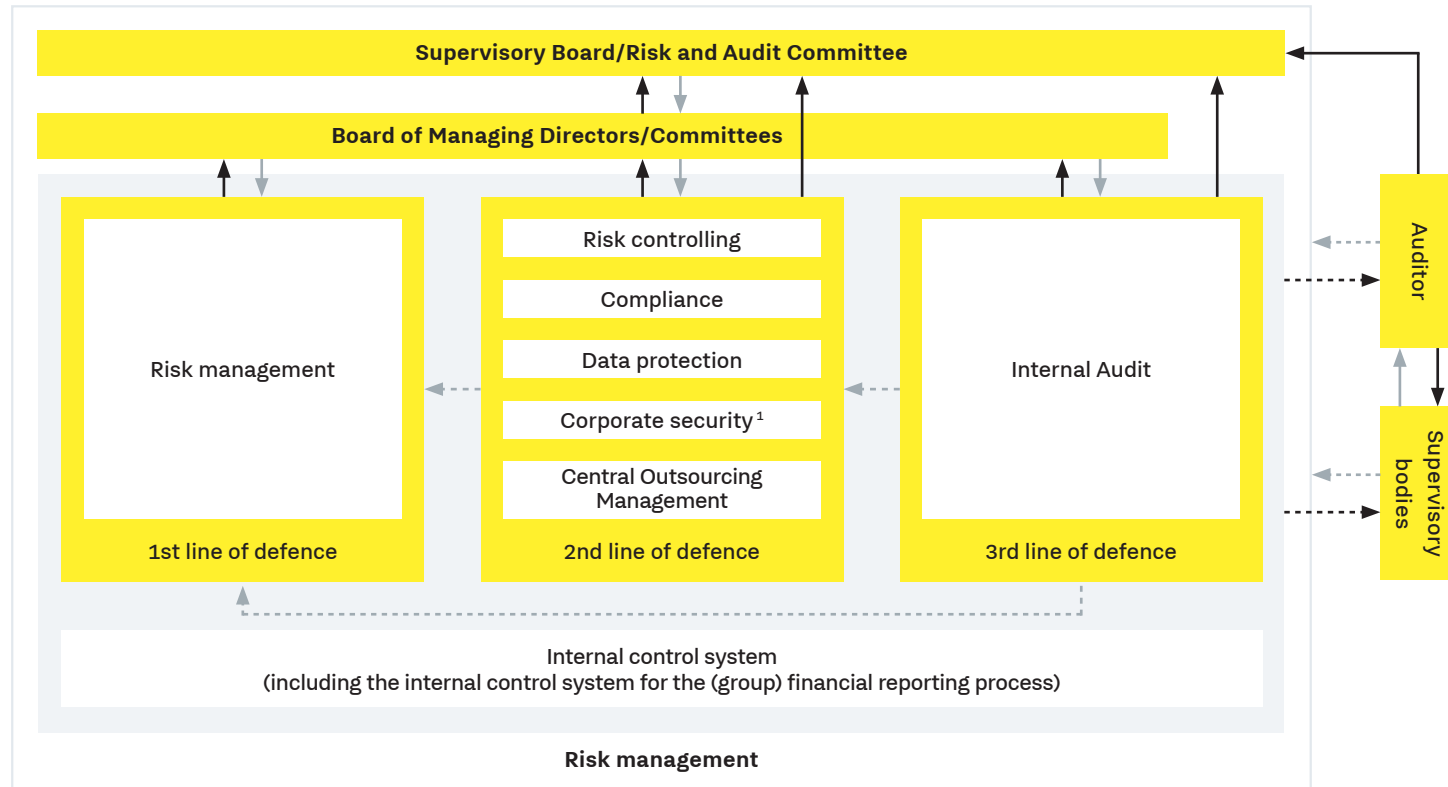 Supervisory Board/Risk and Audit Committee
Board of Managing Directors/Committees
Risk management
1st line of defence
Risk controlling
Compliance
Data protection
Corporate security¹
Central Outsourcing
Management
2nd line of defence
Internal Audit
3rd line of defence
Internal control system
(including the internal control system for the (group) financial reporting process)
Risk management
Auditor
Supervisory
bodies